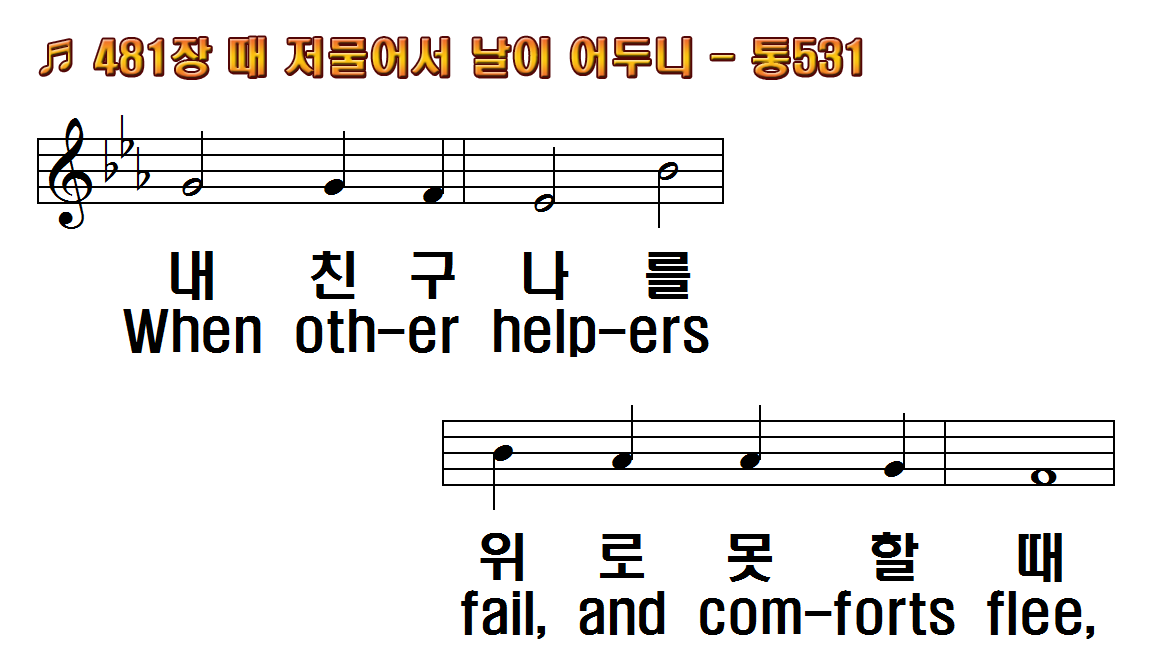 ♬ 481장 때 저물어서 날이 어두니 - 통531
내 친 구 나 를
When oth-er help-ers
위 로 못 할 때
fail, and com-forts flee,